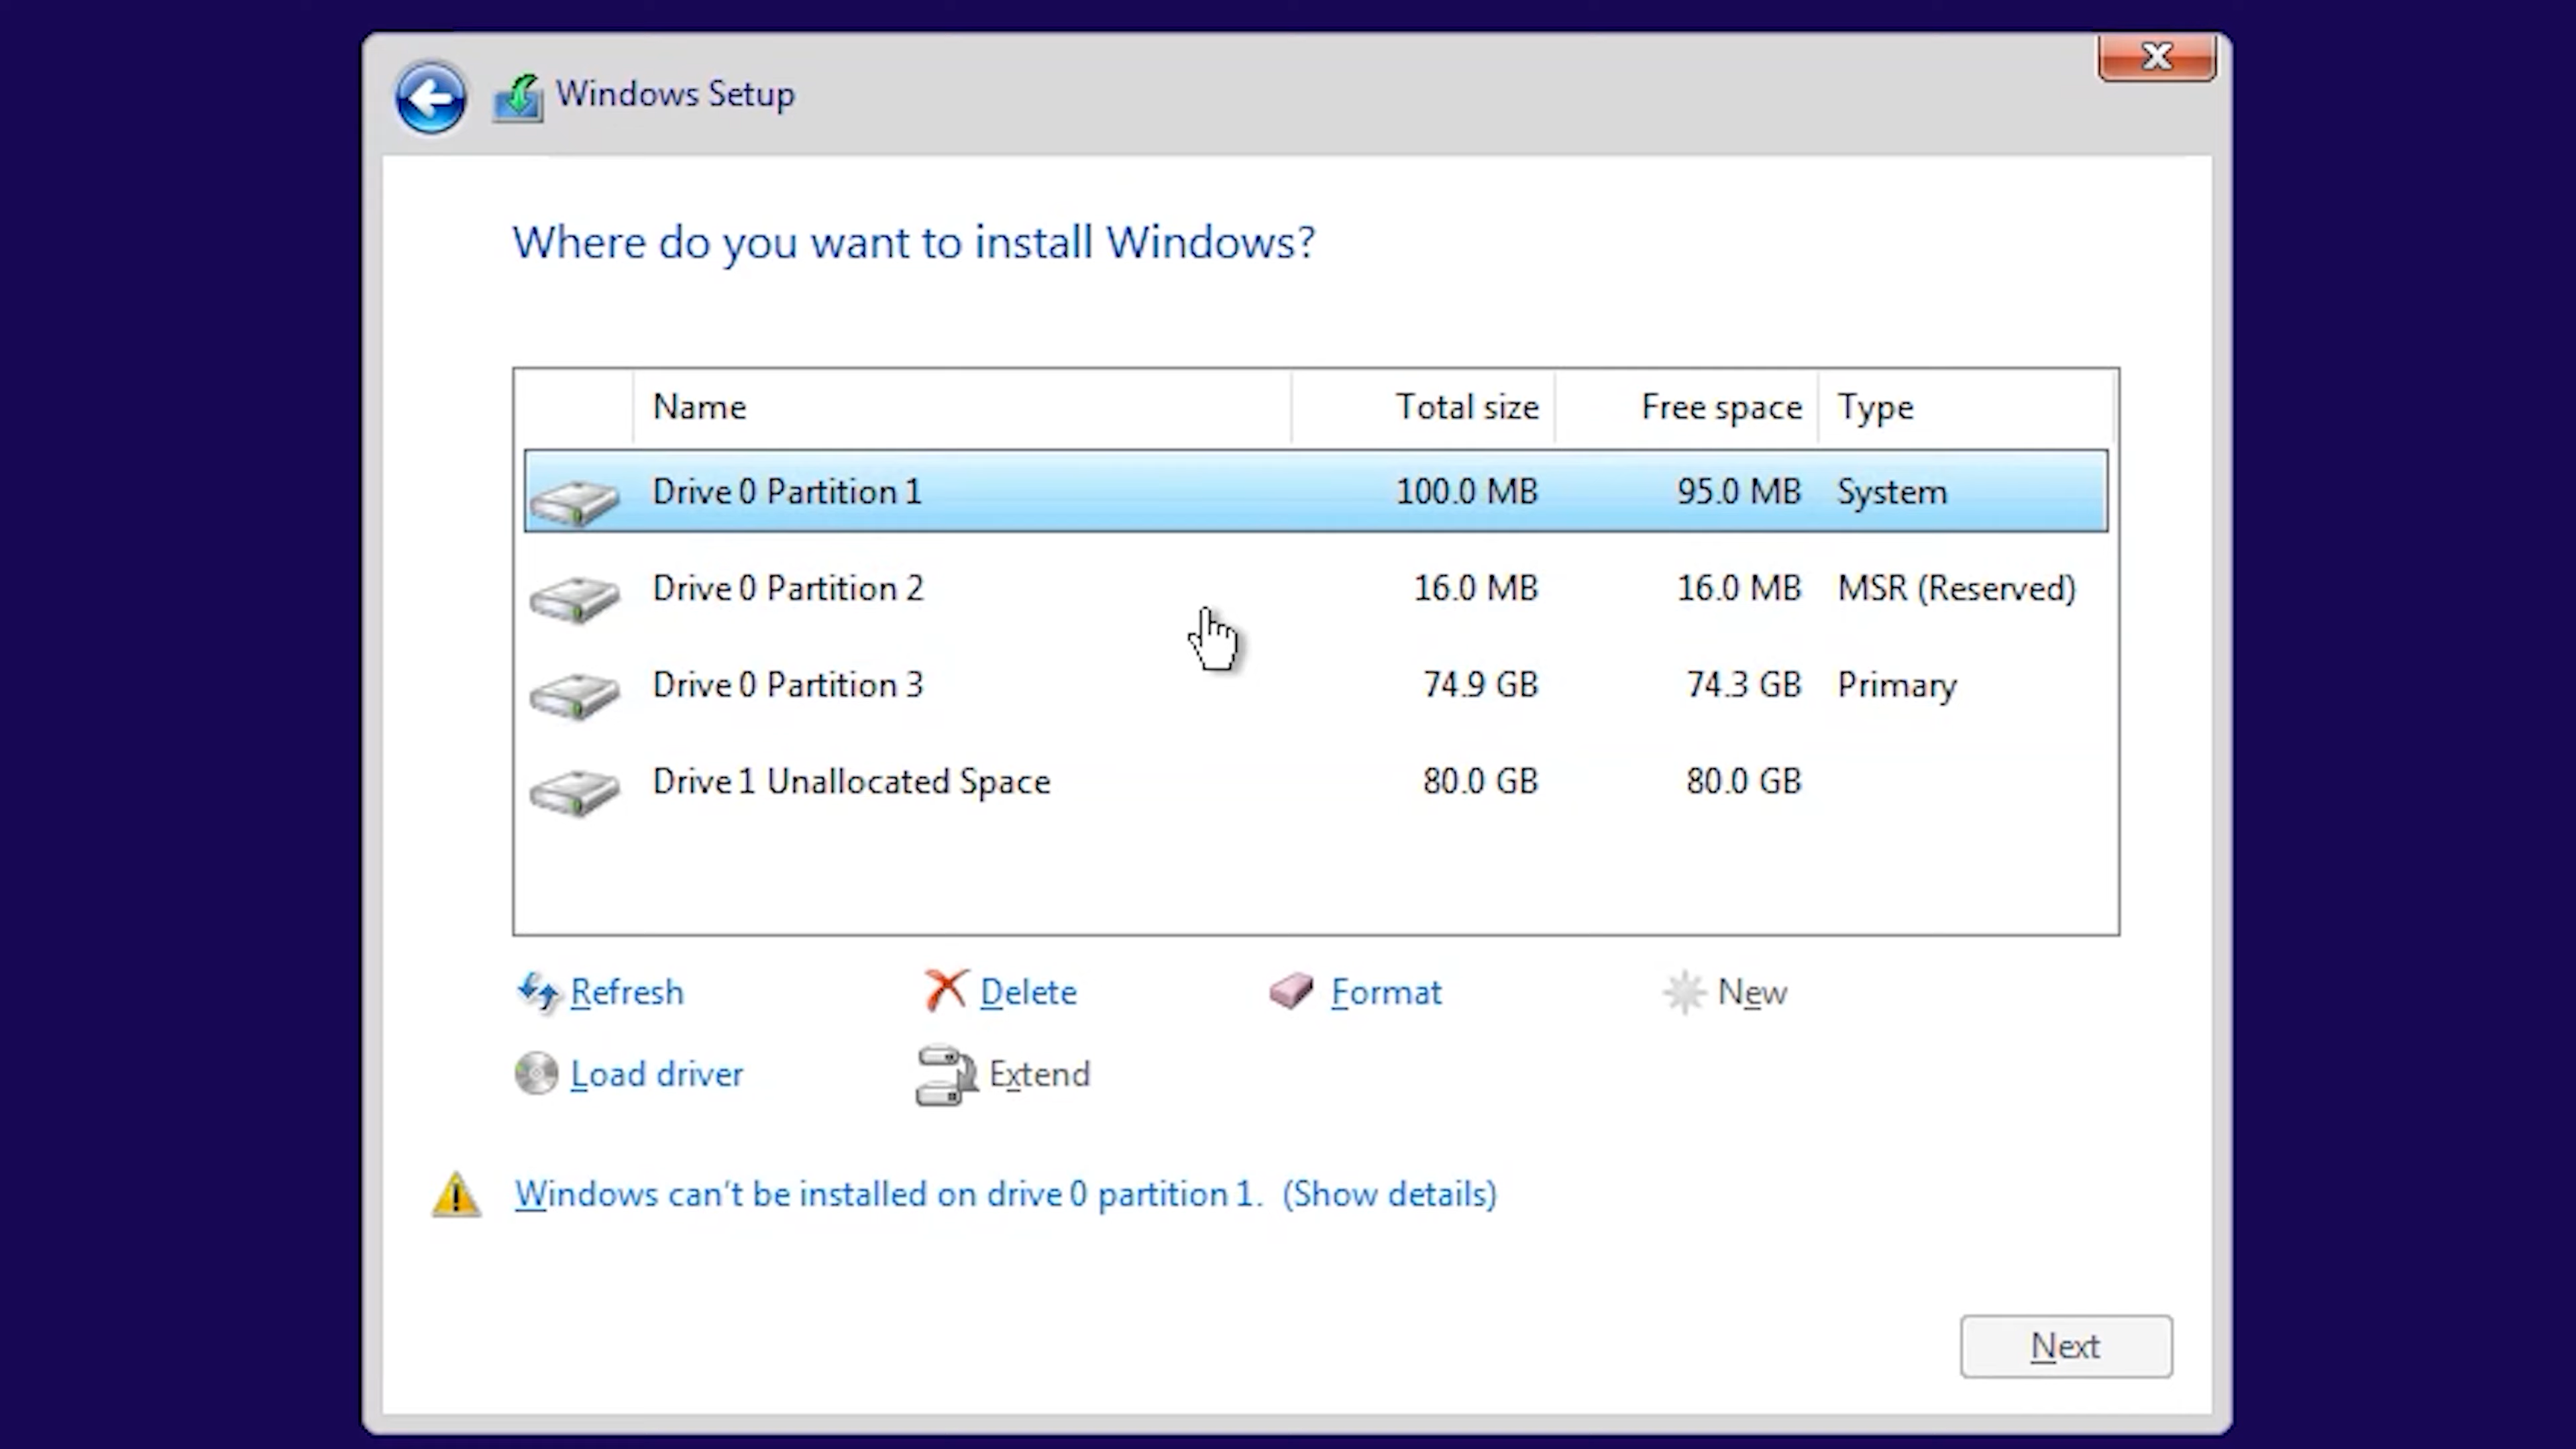 Windows Setup
Where do you want to install Windows?
Name Total size Free space Type
Drive 0 Partition 1 100.0 MB 95.0 MB System
Drive 0 Partition 2 16.0 MB 16.0 MB MSR (Reserved)
Drive 0 Partition 3 74.9 GB 74.3 GB Primary
Drive 1 Unallocated Space 80.0 GB 80.0 GB
Refresh Delete Format New
Load driver Extend
Windows can't be installed on drive 0 partition 1. (Show details)
Next